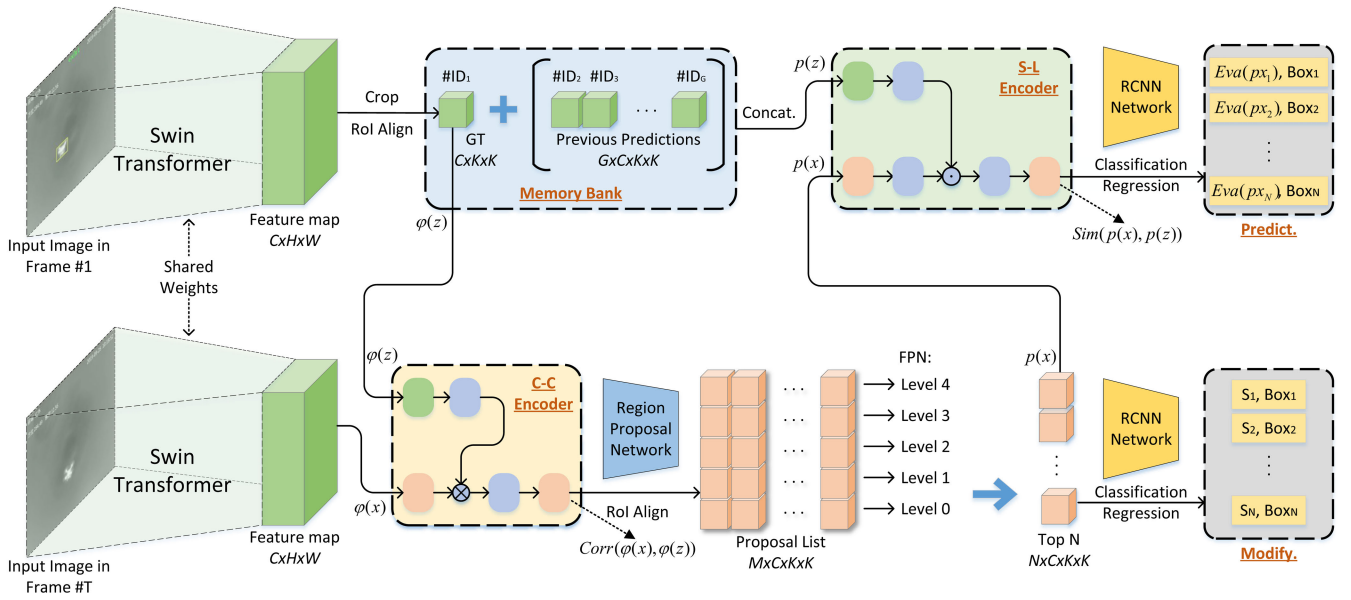 Input Image in
Frame #1
Swin
Transformer
Feature map
CxHxW
Shared
Weights
Crop
RoI Align
#ID1
GT
CxKxK
#ID2 #ID3 ... #IDG
Previous Predictions
GxCxKxK
Memory Bank
φ(z)
Concat.
p(z)
p(x)
S-L
Encoder
Sim(p(x), p(z))
RCNN
Network
Classification
Regression
Eva(px1), Box1
Eva(px2), Box2
⋮
Eva(pxN), BoxN
Predict.
Input Image in
Frame #T
Swin
Transformer
Feature map
CxHxW
φ(z)
φ(x)
C-C
Encoder
Corr(φ(x), φ(z))
Region
Proposal
Network
RoI Align
Proposal List
MxCxKxK
FPN:
Level 4
Level 3
Level 2
Level 1
Level 0
p(x)
Top N
NxCxKxK
RCNN
Network
Classification
Regression
S1, Box1
S2, Box2
⋮
SN, BoxN
Modify.